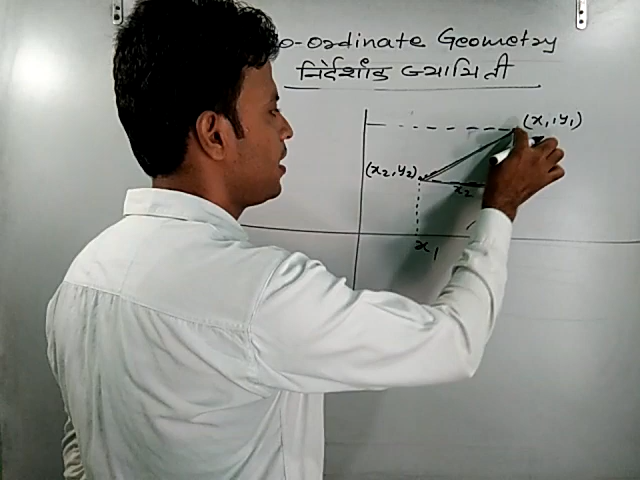 o-ordinate Geometry
निर्देशांक ज्यामिती
(x₁,y₁)
(x₂,y₂)
x₂
x₁